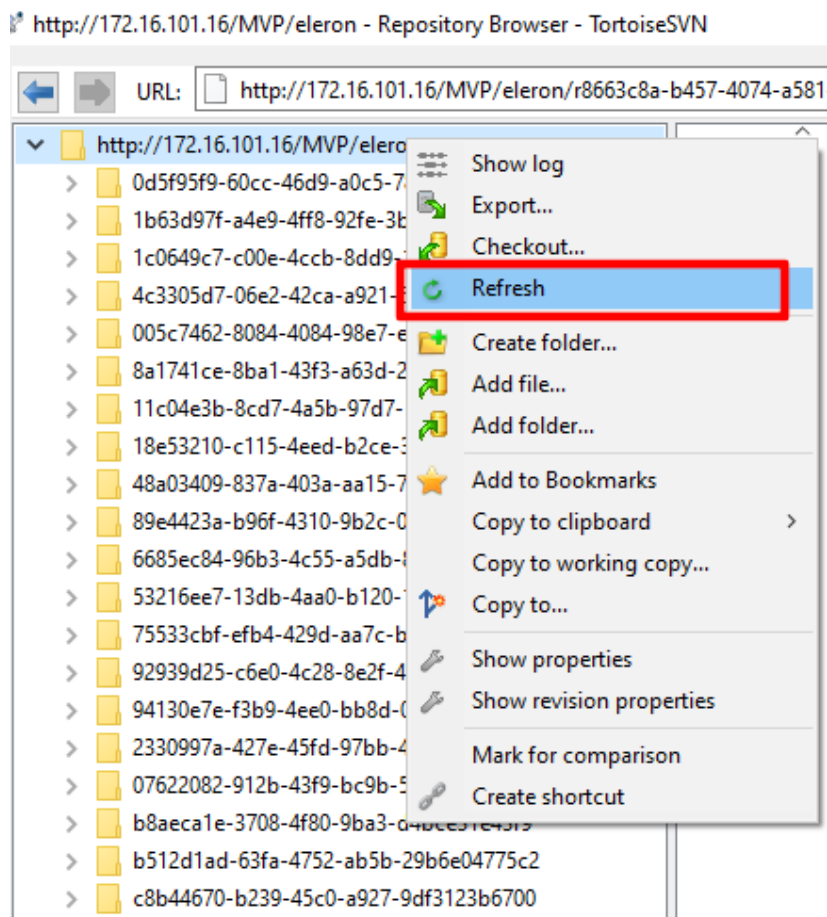 http://172.16.101.16/MVP/eleron - Repository Browser - TortoiseSVN
URL: http://172.16.101.16/MVP/eleron/r8663c8a-b457-4074-a581
http://172.16.101.16/MVP/elero
0d5f95f9-60cc-46d9-a0c5-7
1b63d97f-a4e9-4ff8-92fe-3b
1c0649c7-c00e-4ccb-8dd9-
4c3305d7-06e2-42ca-a921-
005c7462-8084-4084-98e7-e
8a1741ce-8ba1-43f3-a63d-2
11c04e3b-8cd7-4a5b-97d7-
18e53210-c115-4eed-b2ce-3
48a03409-837a-403a-aa15-7
89e4423a-b96f-4310-9b2c-0
6685ec84-96b3-4c55-a5db-8
53216ee7-13db-4aa0-b120-
75533cbf-efb4-429d-aa7c-b
92939d25-c6e0-4c28-8e2f-4
94130e7e-f3b9-4ee0-bb8d-0
2330997a-427e-45fd-97bb-4
07622082-912b-43f9-bc9b-5
b8aeca1e-3708-4f80-9ba3-d4bce51e45f9
b512d1ad-63fa-4752-ab5b-29b6e04775c2
c8b44670-b239-45c0-a927-9df3123b6700
Show log
Export...
Checkout...
Refresh
Create folder...
Add file...
Add folder...
Add to Bookmarks
Copy to clipboard
Copy to working copy...
Copy to...
Show properties
Show revision properties
Mark for comparison
Create shortcut